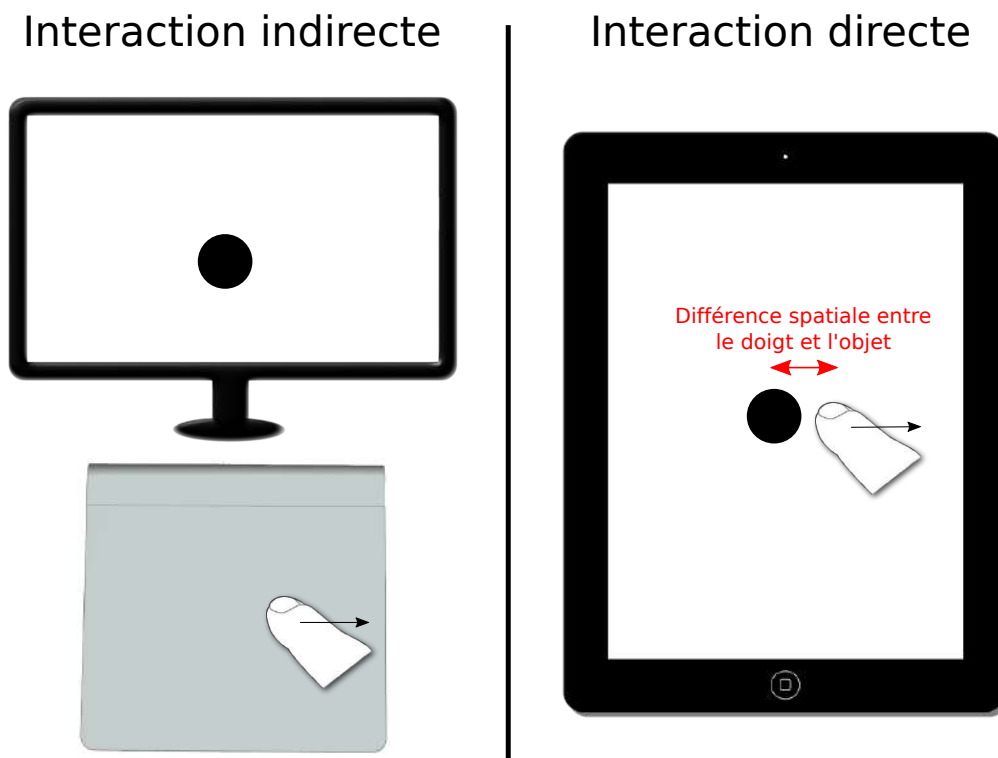 Interaction indirecte
Interaction directe
Différence spatiale entre
le doigt et l'objet